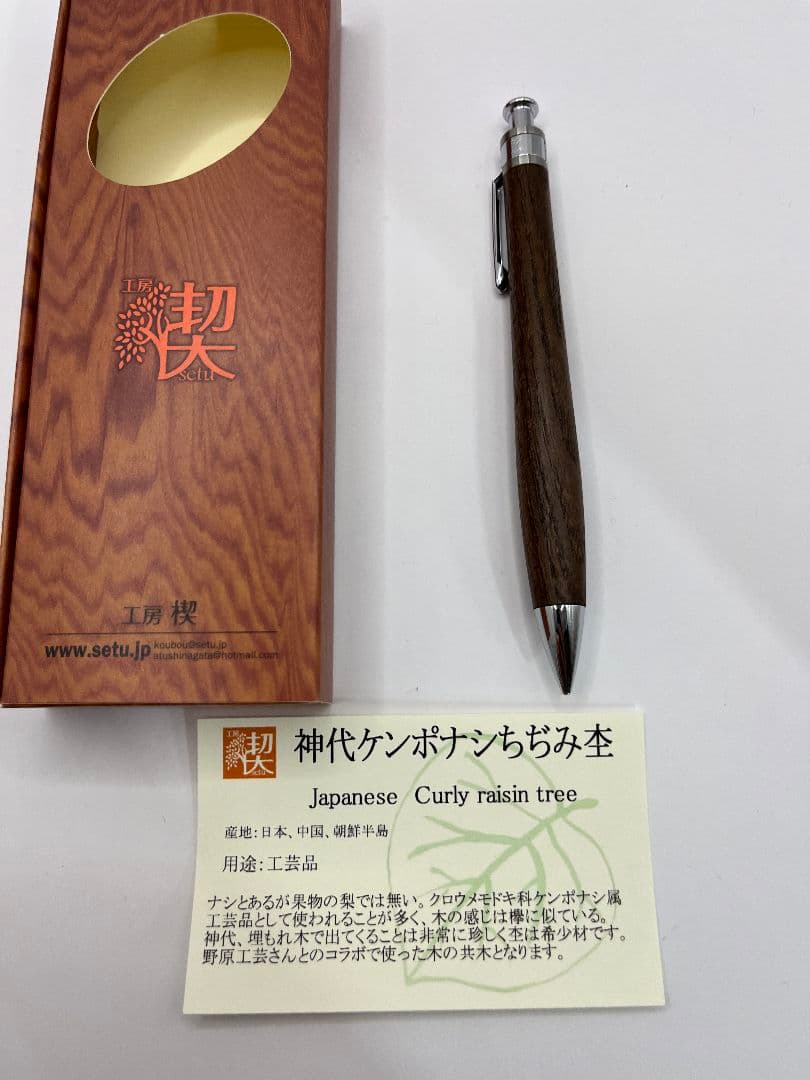 工房
楔
setu
工房 楔
www.setu.jp
koubou@setu.jp
atushinagata@hotmail.com
工房
楔
setu
神代ケンポナシちぢみ杢
Japanese Curly raisin tree
産地:日本、中国、朝鮮半島
用途:工芸品
ナシとあるが果物の梨では無い。クロウメモドキ科ケンポナシ属
工芸品として使われることが多く、木の感じは欅に似ている。
神代、埋もれ木で出てくることは非常に珍しく杢は希少材です。
野原工芸さんとのコラボで使った木の共木となります。